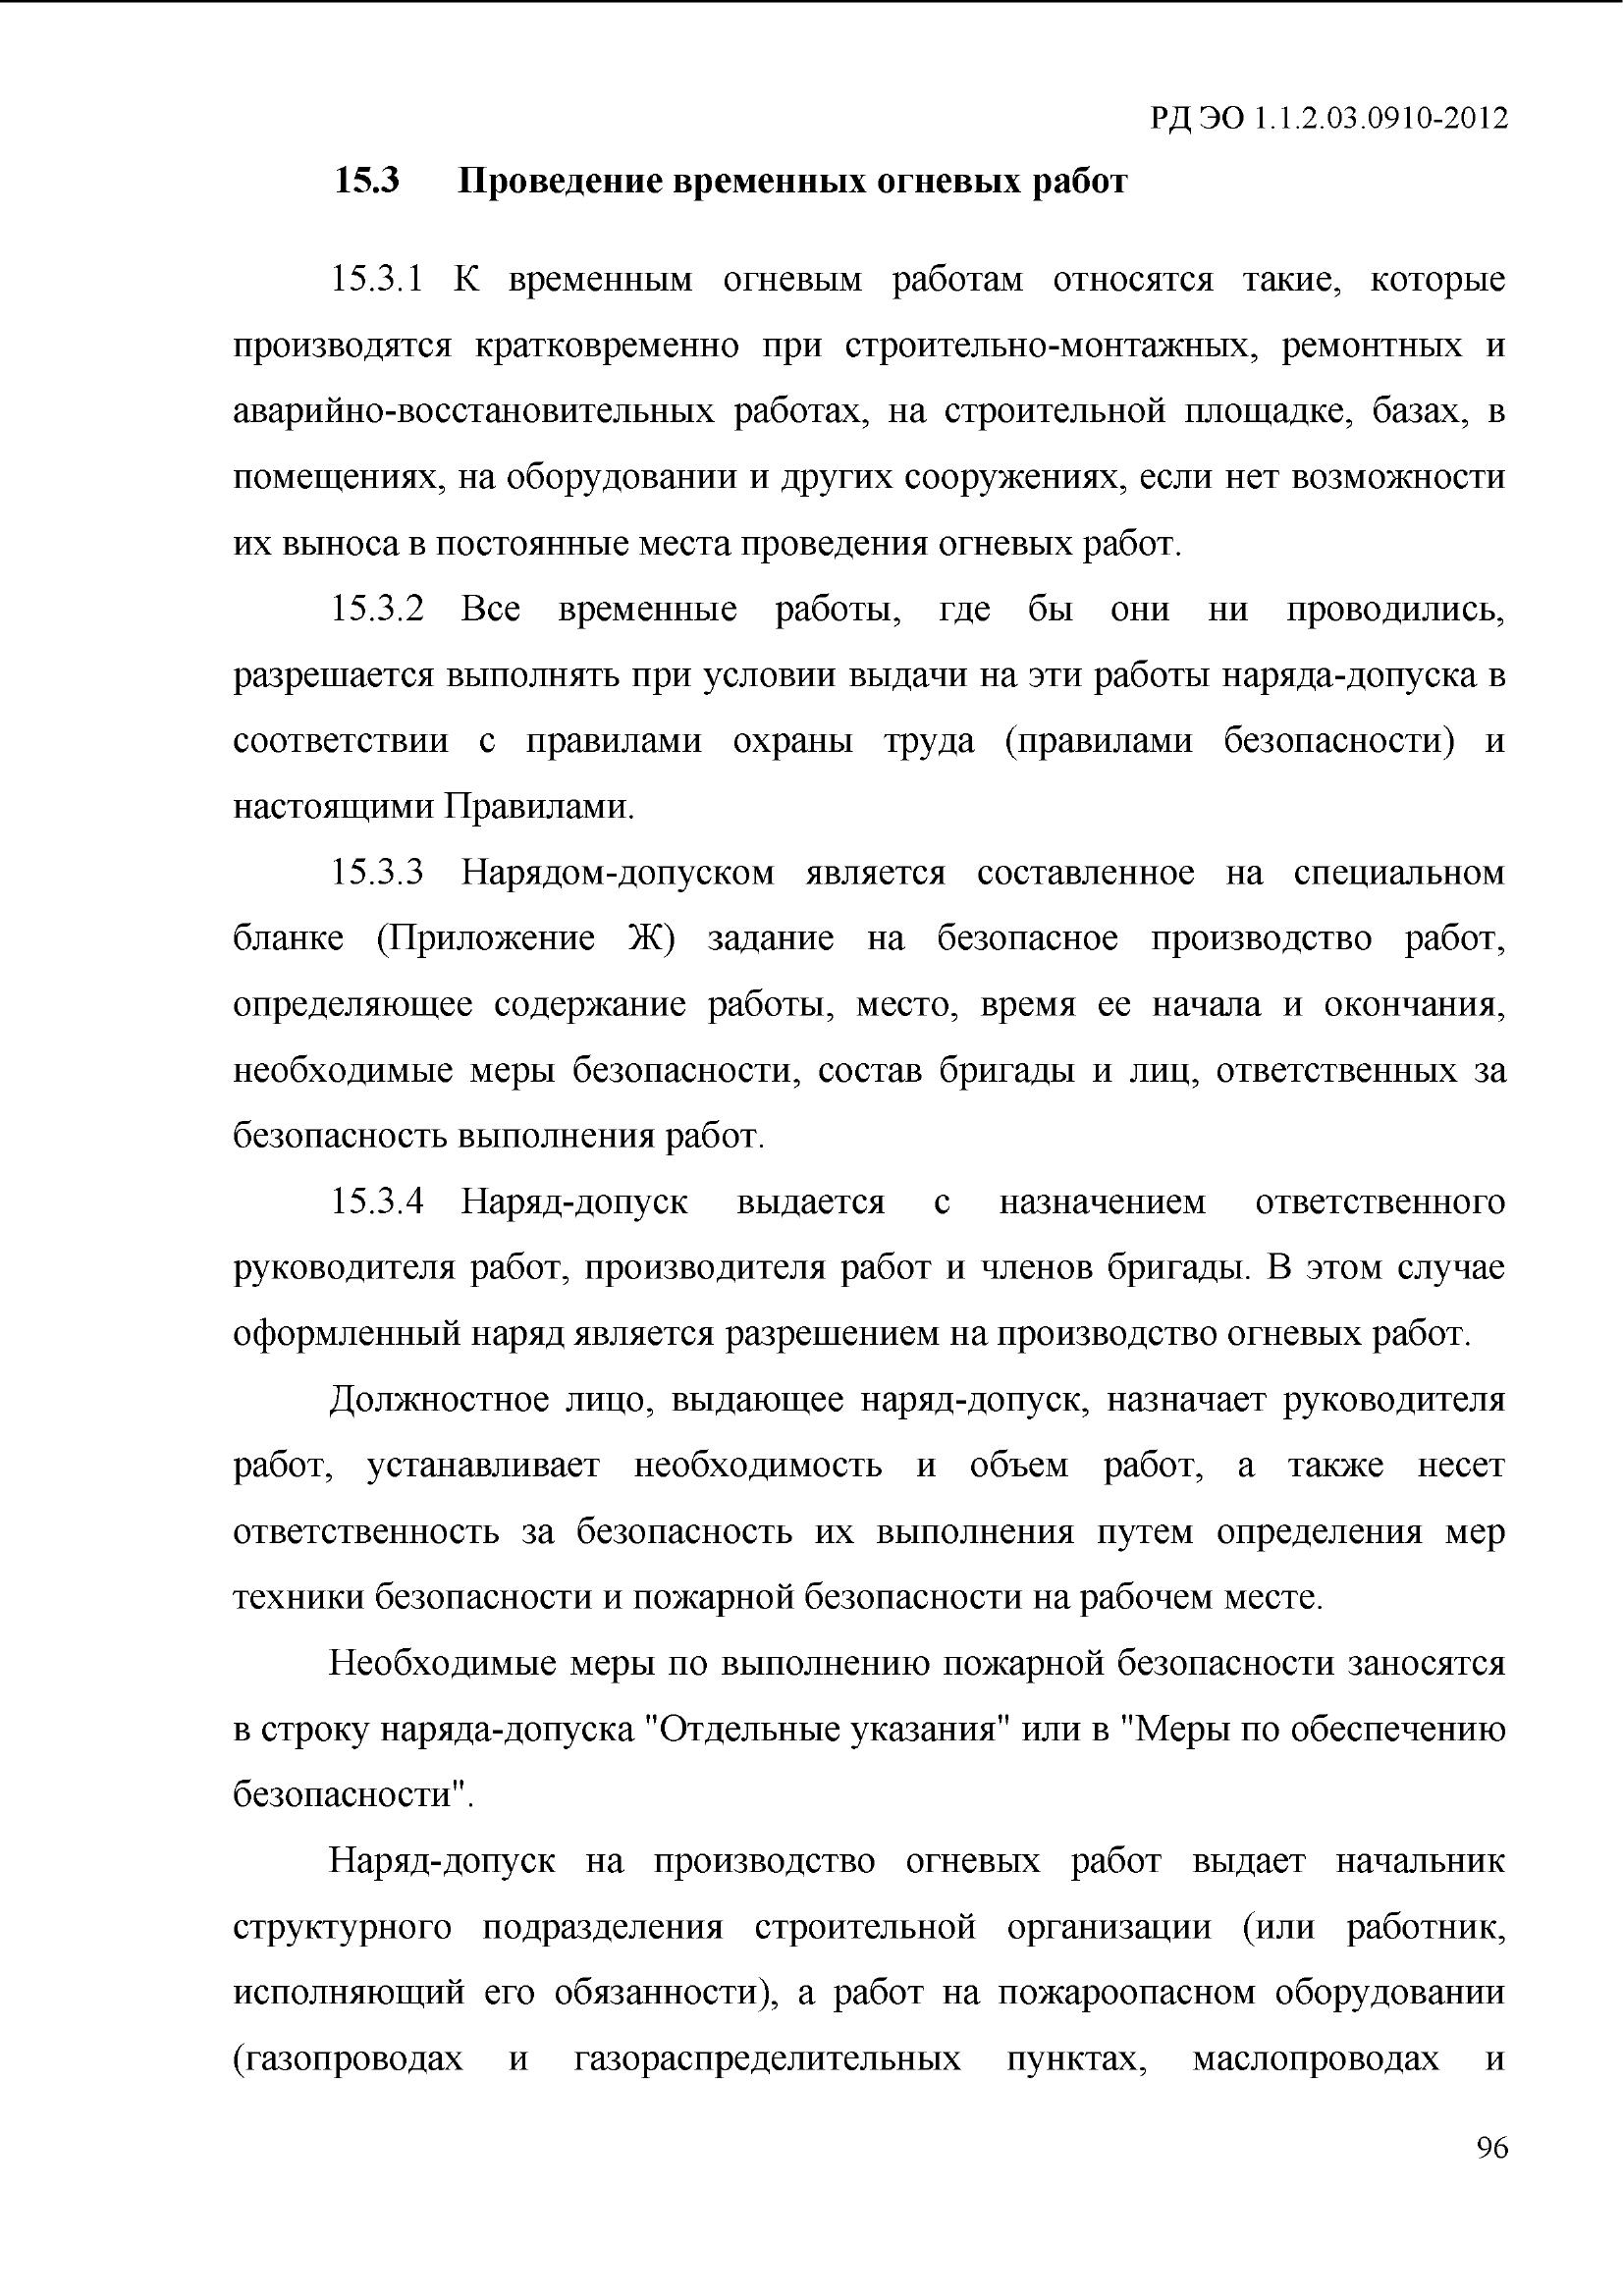 РД ЭО 1.1.2.03.0910-2012
15.3 Проведение временных огневых работ
15.3.1 К временным огневым работам относятся такие, которые
производятся кратковременно при строительно-монтажных, ремонтных и
аварийно-восстановительных работах, на строительной площадке, базах, в
помещениях, на оборудовании и других сооружениях, если нет возможности
их выноса в постоянные места проведения огневых работ.
15.3.2 Все временные работы, где бы они ни проводились,
разрешается выполнять при условии выдачи на эти работы наряда-допуска в
соответствии с правилами охраны труда (правилами безопасности) и
настоящими Правилами.
15.3.3 Нарядом-допуском является составленное на специальном
бланке (Приложение Ж) задание на безопасное производство работ,
определяющее содержание работы, место, время ее начала и окончания,
необходимые меры безопасности, состав бригады и лиц, ответственных за
безопасность выполнения работ.
15.3.4 Наряд-допуск выдается с назначением ответственного
руководителя работ, производителя работ и членов бригады. В этом случае
оформленный наряд является разрешением на производство огневых работ.
Должностное лицо, выдающее наряд-допуск, назначает руководителя
работ, устанавливает необходимость и объем работ, а также несет
ответственность за безопасность их выполнения путем определения мер
техники безопасности и пожарной безопасности на рабочем месте.
Необходимые меры по выполнению пожарной безопасности заносятся
в строку наряда-допуска "Отдельные указания" или в "Меры по обеспечению
безопасности".
Наряд-допуск на производство огневых работ выдает начальник
структурного подразделения строительной организации (или работник,
исполняющий его обязанности), а работ на пожароопасном оборудовании
(газопроводах и газораспределительных пунктах, маслопроводах и
96